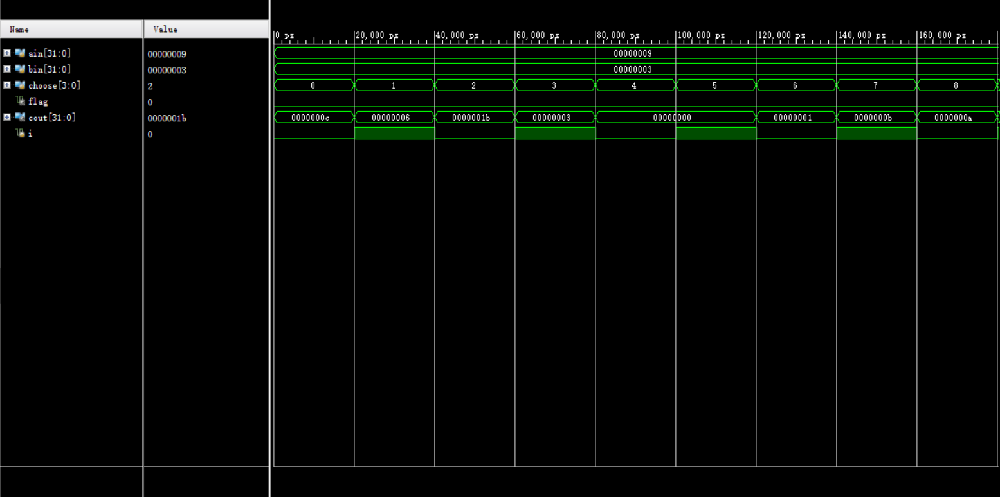 Name Value
0 ps 20,000 ps 40,000 ps 60,000 ps 80,000 ps 100,000 ps 120,000 ps 140,000 ps 160,000 ps
ain[31:0] 00000009 00000009
bin[31:0] 00000003 00000003
choose[3:0] 2 0 1 2 3 4 5 6 7 8
flag 0
cout[31:0] 0000001b 0000000c 00000006 0000001b 00000003 00000000 00000001 0000000b 0000000a
i 0